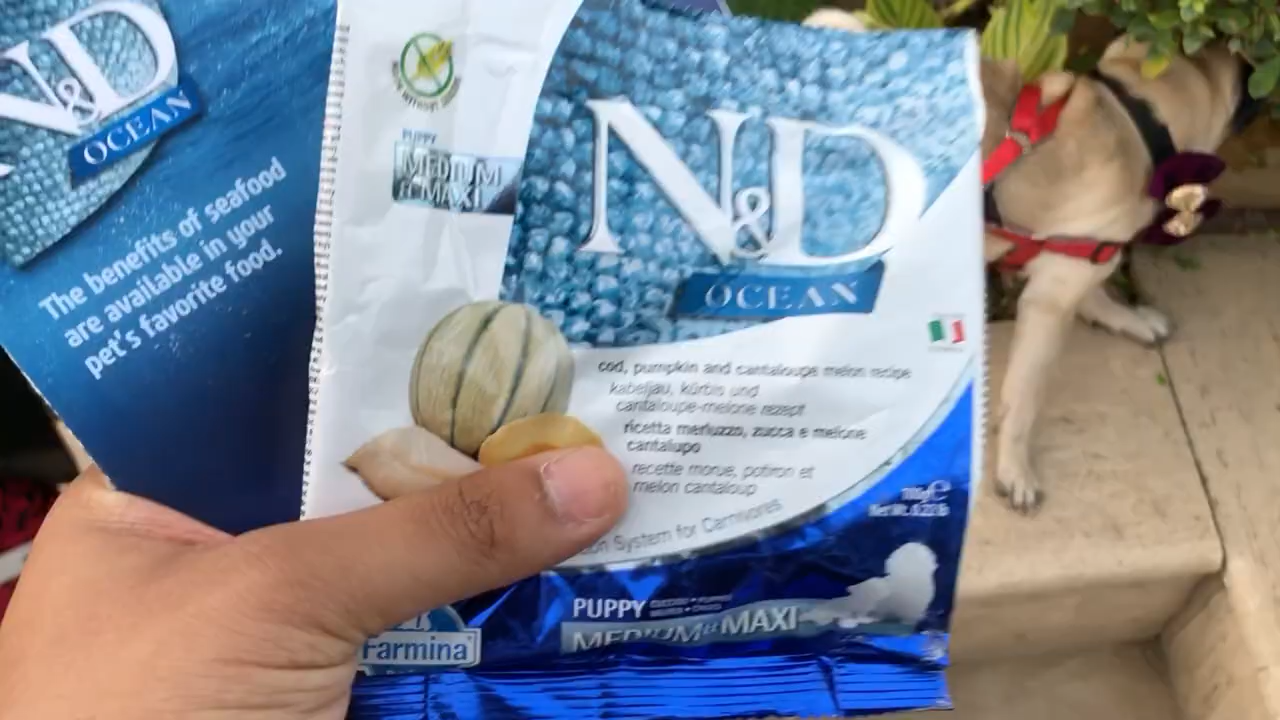 N&D
OCEAN
The benefits of seafood
are available in your
pet's favorite food.
PUPPY
MEDIUM
& MAXI
N&D
OCEAN
cod, pumpkin and cantaloupe melon recipe
kabeljau, kürbis und
cantaloupe-melone rezept
ricetta merluzzo, zucca e melone
cantalupo
recette morue, potiron et
melon cantaloup
System for Carnivores
PUPPY
MEDIUM & MAXI
Farmina